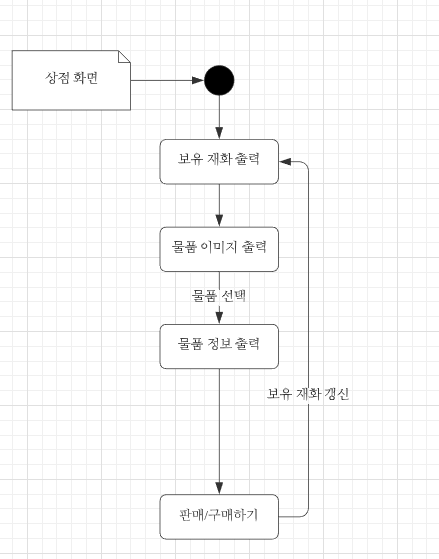 상점 화면
보유 재화 출력
물품 이미지 출력
물품 선택
물품 정보 출력
보유 재화 갱신
판매/구매하기